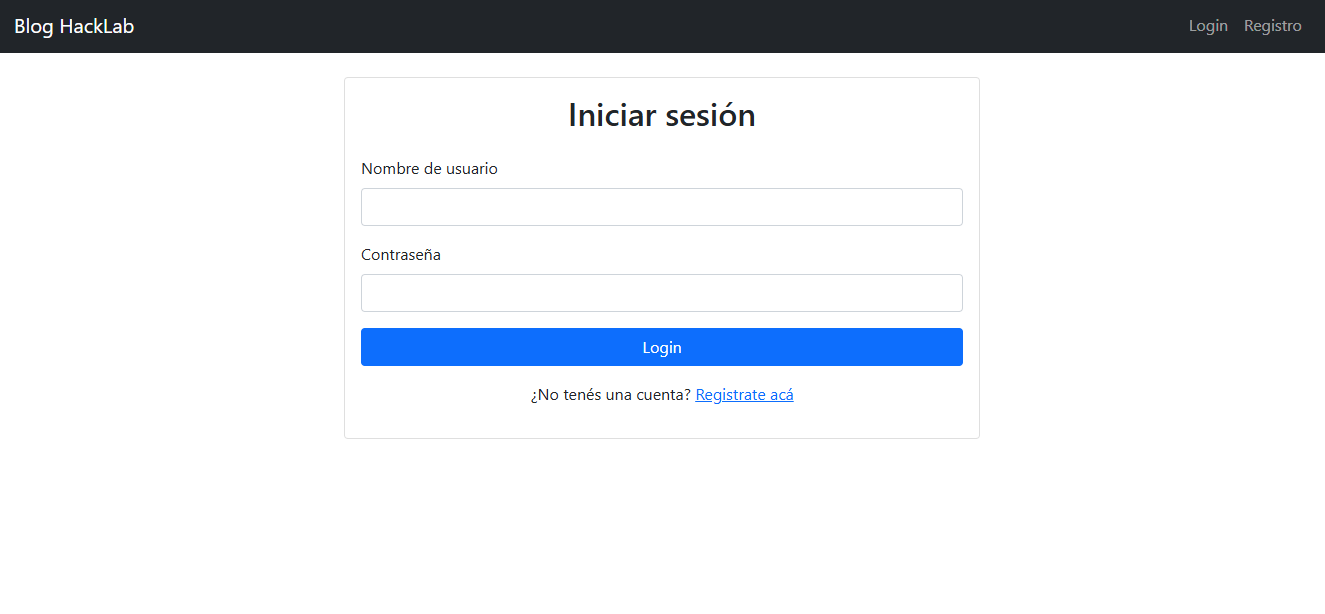 Blog HackLab Login Registro
Iniciar sesión
Nombre de usuario
Contraseña
Login
¿No tenés una cuenta? Registrate acá